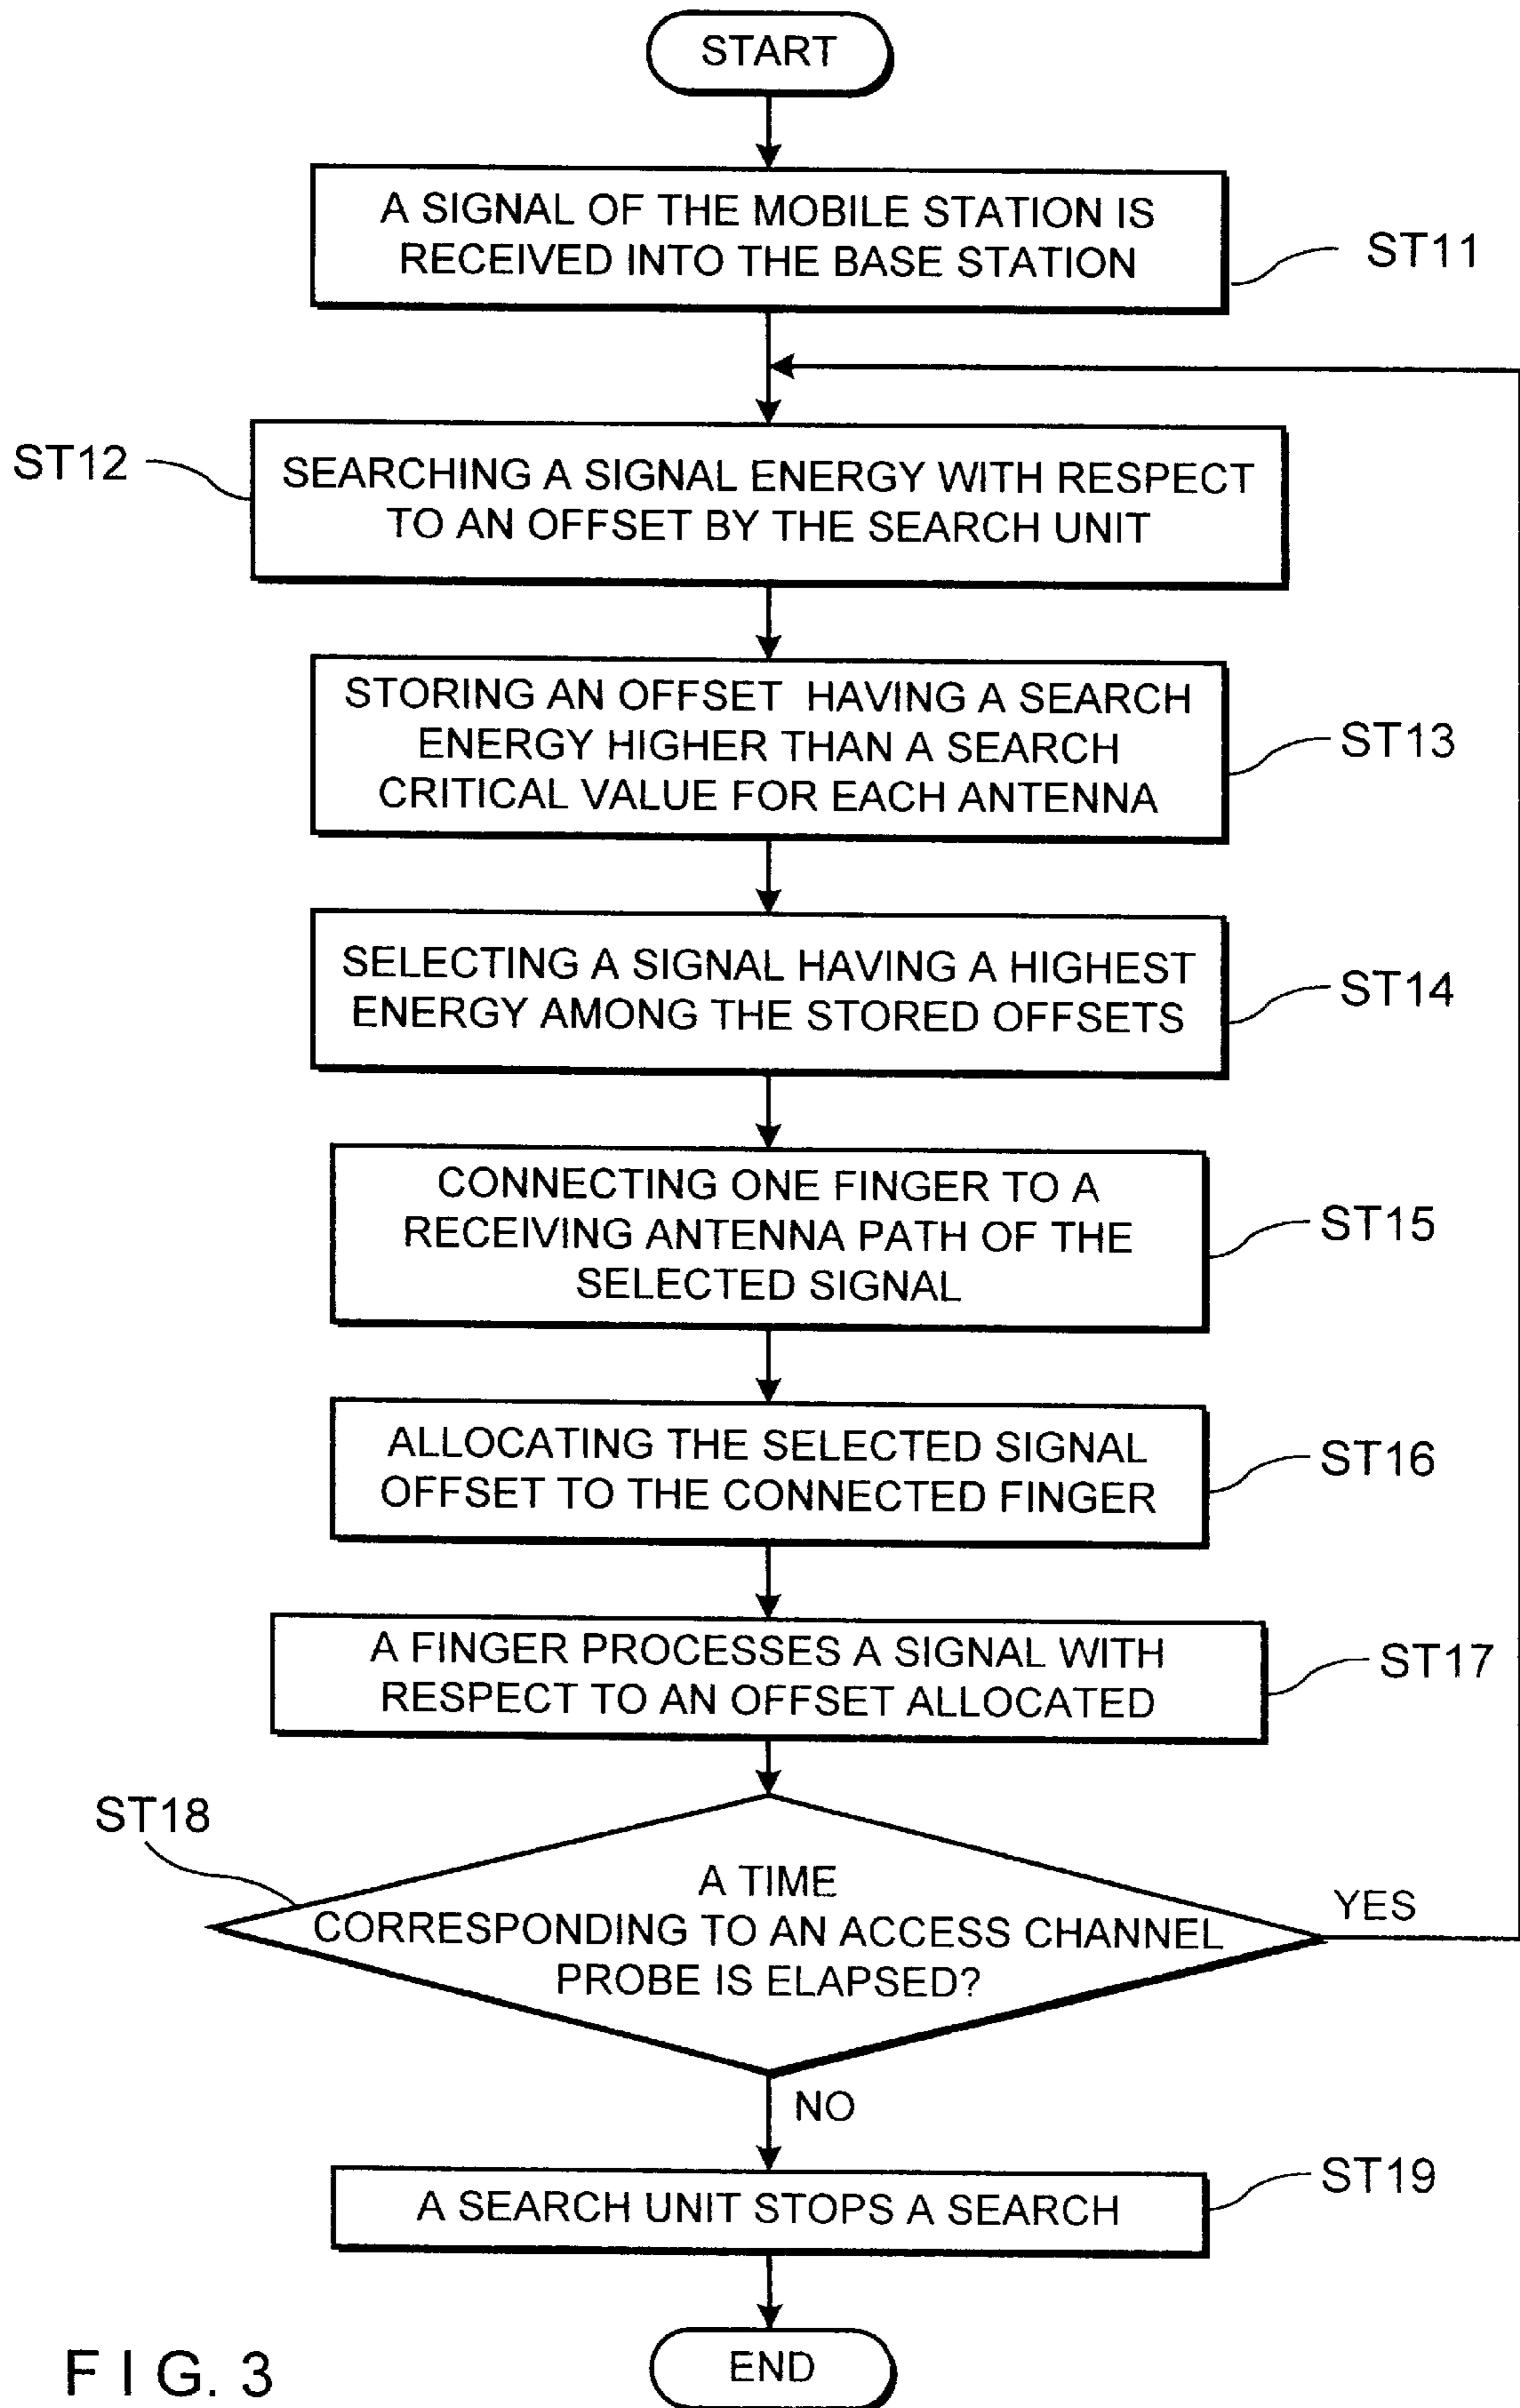 START
A SIGNAL OF THE MOBILE STATION IS
RECEIVED INTO THE BASE STATION
ST11
ST12
SEARCHING A SIGNAL ENERGY WITH RESPECT
TO AN OFFSET BY THE SEARCH UNIT
STORING AN OFFSET HAVING A SEARCH
ENERGY HIGHER THAN A SEARCH
CRITICAL VALUE FOR EACH ANTENNA
ST13
SELECTING A SIGNAL HAVING A HIGHEST
ENERGY AMONG THE STORED OFFSETS
ST14
CONNECTING ONE FINGER TO A
RECEIVING ANTENNA PATH OF THE
SELECTED SIGNAL
ST15
ALLOCATING THE SELECTED SIGNAL
OFFSET TO THE CONNECTED FINGER
ST16
A FINGER PROCESSES A SIGNAL WITH
RESPECT TO AN OFFSET ALLOCATED
ST17
ST18
A TIME
CORRESPONDING TO AN ACCESS CHANNEL
PROBE IS ELAPSED?
YES
NO
A SEARCH UNIT STOPS A SEARCH
ST19
END
FIG. 3